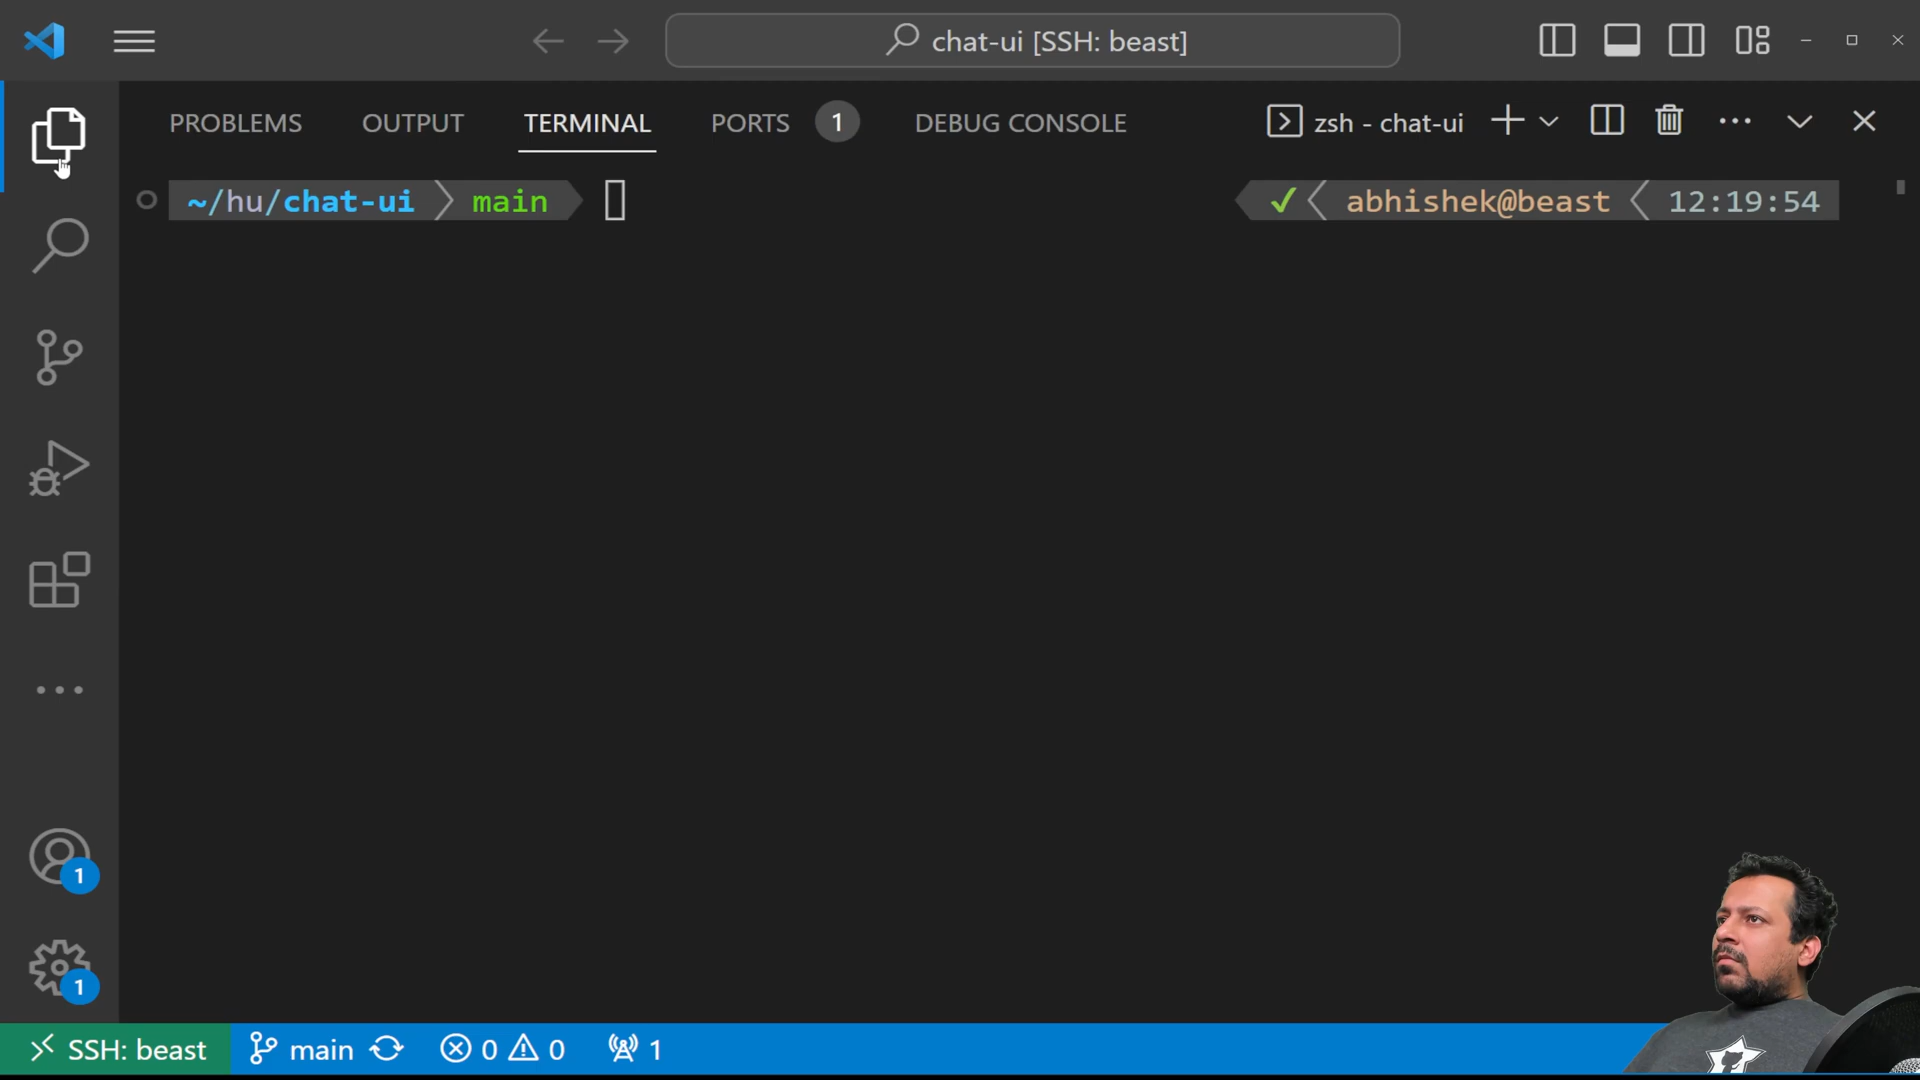 chat-ui [SSH: beast]
PROBLEMS OUTPUT TERMINAL PORTS 1 DEBUG CONSOLE zsh - chat-ui
~/hu/chat-ui main abhishek@beast 12:19:54
1
1
SSH: beast main 0 0 1